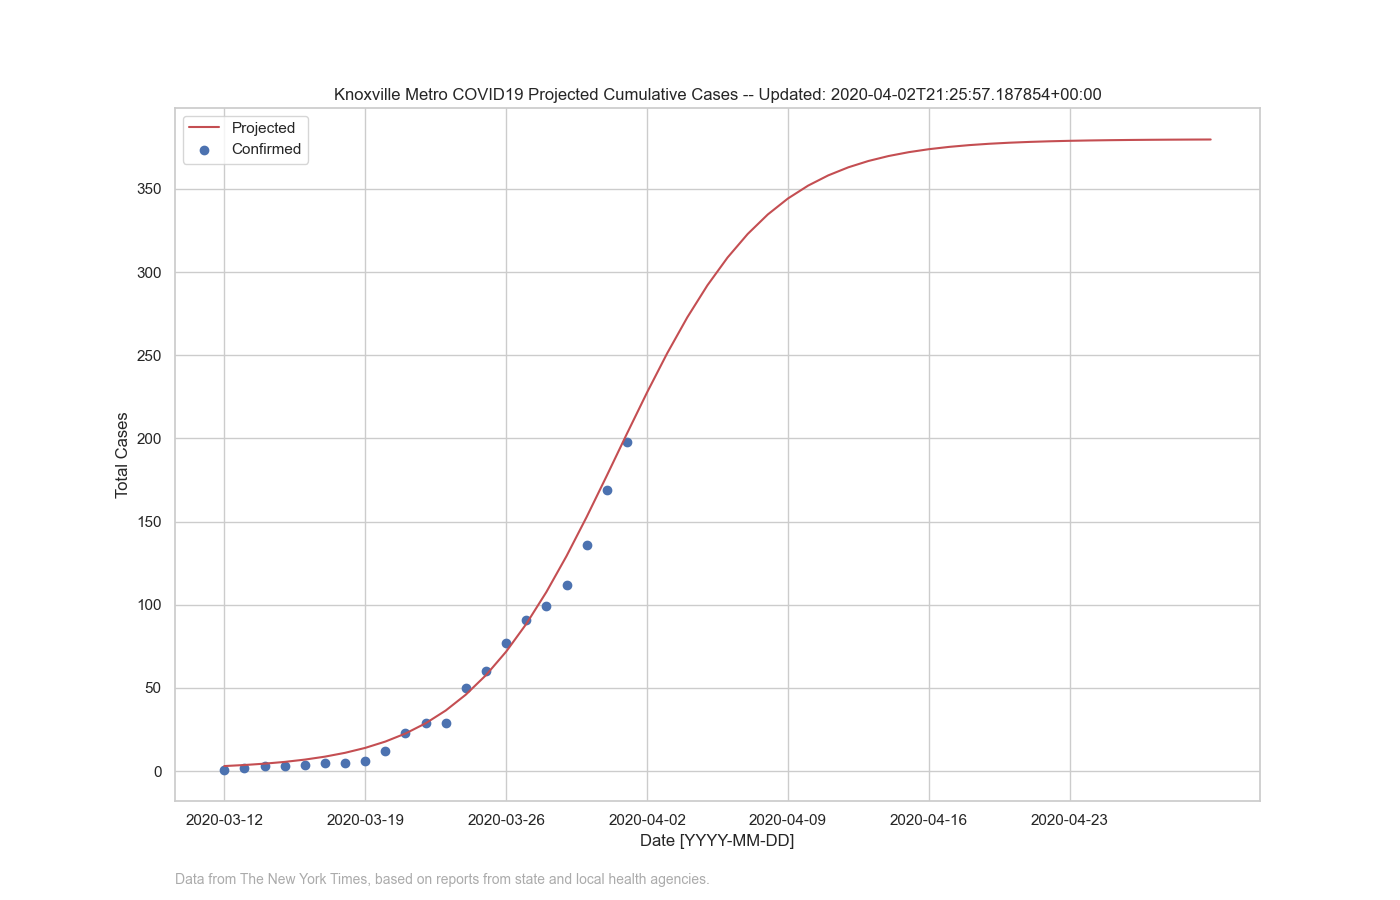 Knoxville Metro COVID19 Projected Cumulative Cases -- Updated: 2020-04-02T21:25:57.187854+00:00
Projected
Confirmed
350
300
250
200
150
100
50
0
Total Cases
2020-03-12 2020-03-19 2020-03-26 2020-04-02 2020-04-09 2020-04-16 2020-04-23
Date [YYYY-MM-DD]
Data from The New York Times, based on reports from state and local health agencies.